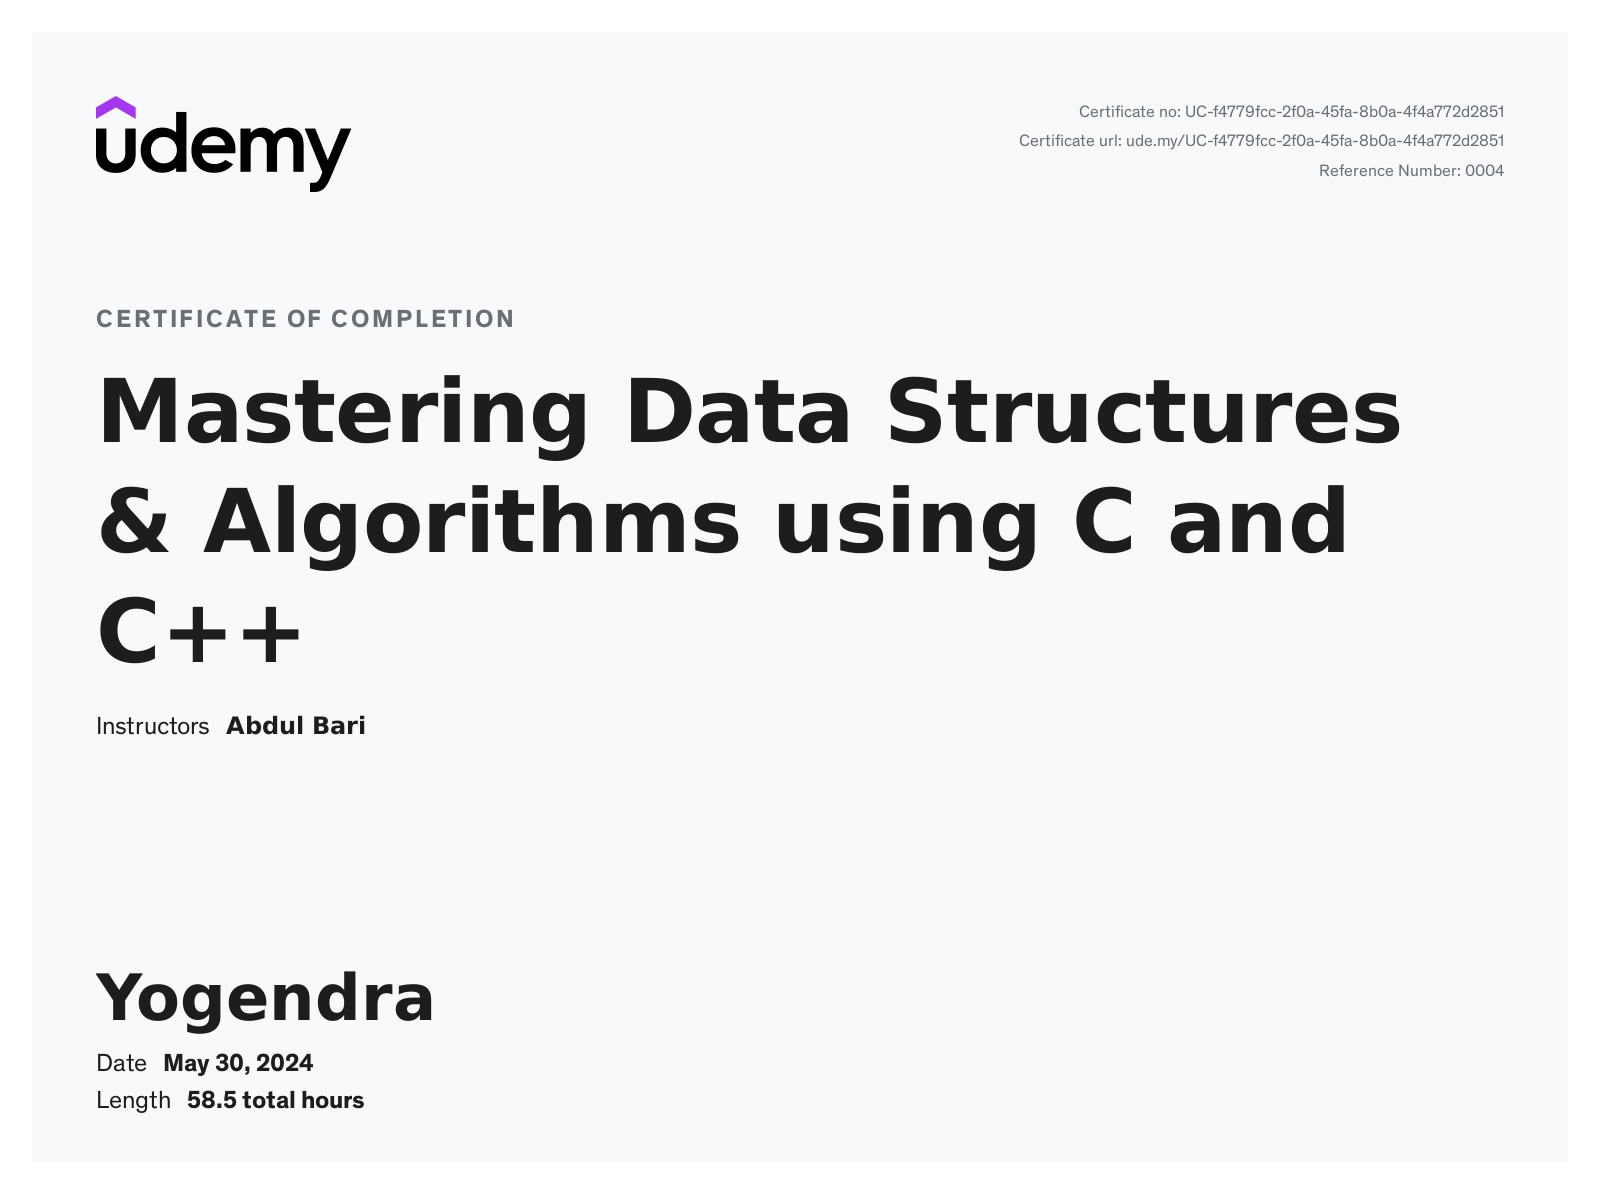 udemy
Certificate no: UC-f4779fcc-2f0a-45fa-8b0a-4f4a772d2851
Certificate url: ude.my/UC-f4779fcc-2f0a-45fa-8b0a-4f4a772d2851
Reference Number: 0004
CERTIFICATE OF COMPLETION
Mastering Data Structures
& Algorithms using C and
C++
Instructors Abdul Bari
Yogendra
Date May 30, 2024
Length 58.5 total hours